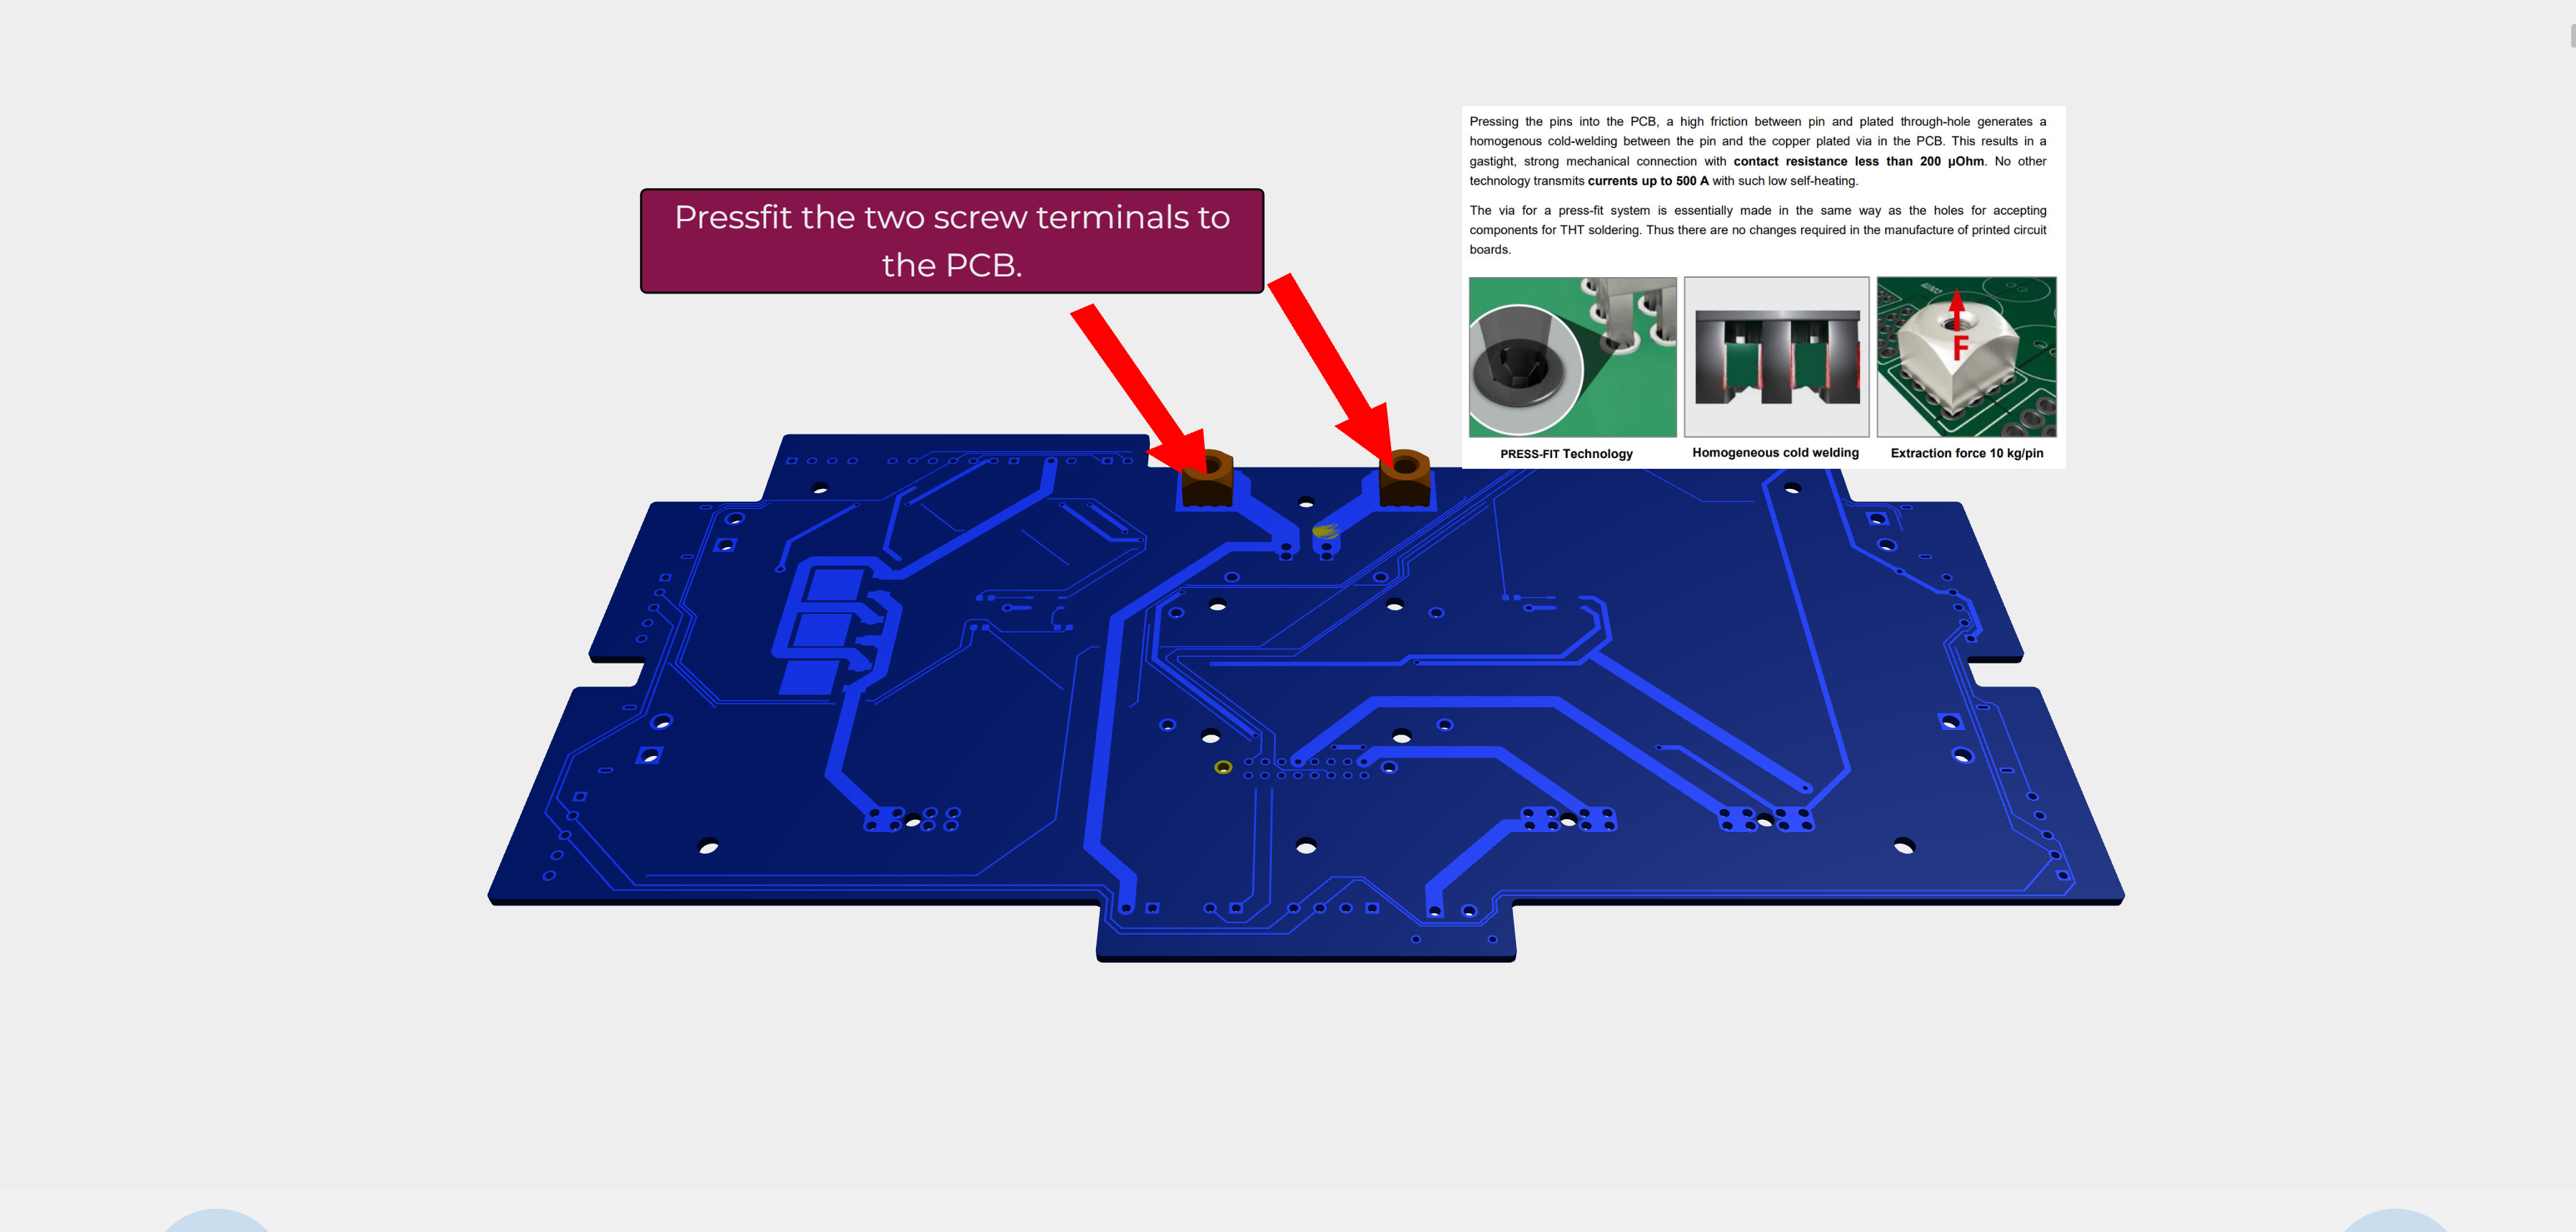 Pressfit the two screw terminals to
the PCB.
Pressing the pins into the PCB, a high friction between pin and plated through-hole generates a
homogenous cold-welding between the pin and the copper plated via in the PCB. This results in a
gastight, strong mechanical connection with contact resistance less than 200 µOhm. No other
technology transmits currents up to 500 A with such low self-heating.
The via for a press-fit system is essentially made in the same way as the holes for accepting
components for THT soldering. Thus there are no changes required in the manufacture of printed circuit
boards.
F
PRESS-FIT Technology
Homogeneous cold welding
Extraction force 10 kg/pin